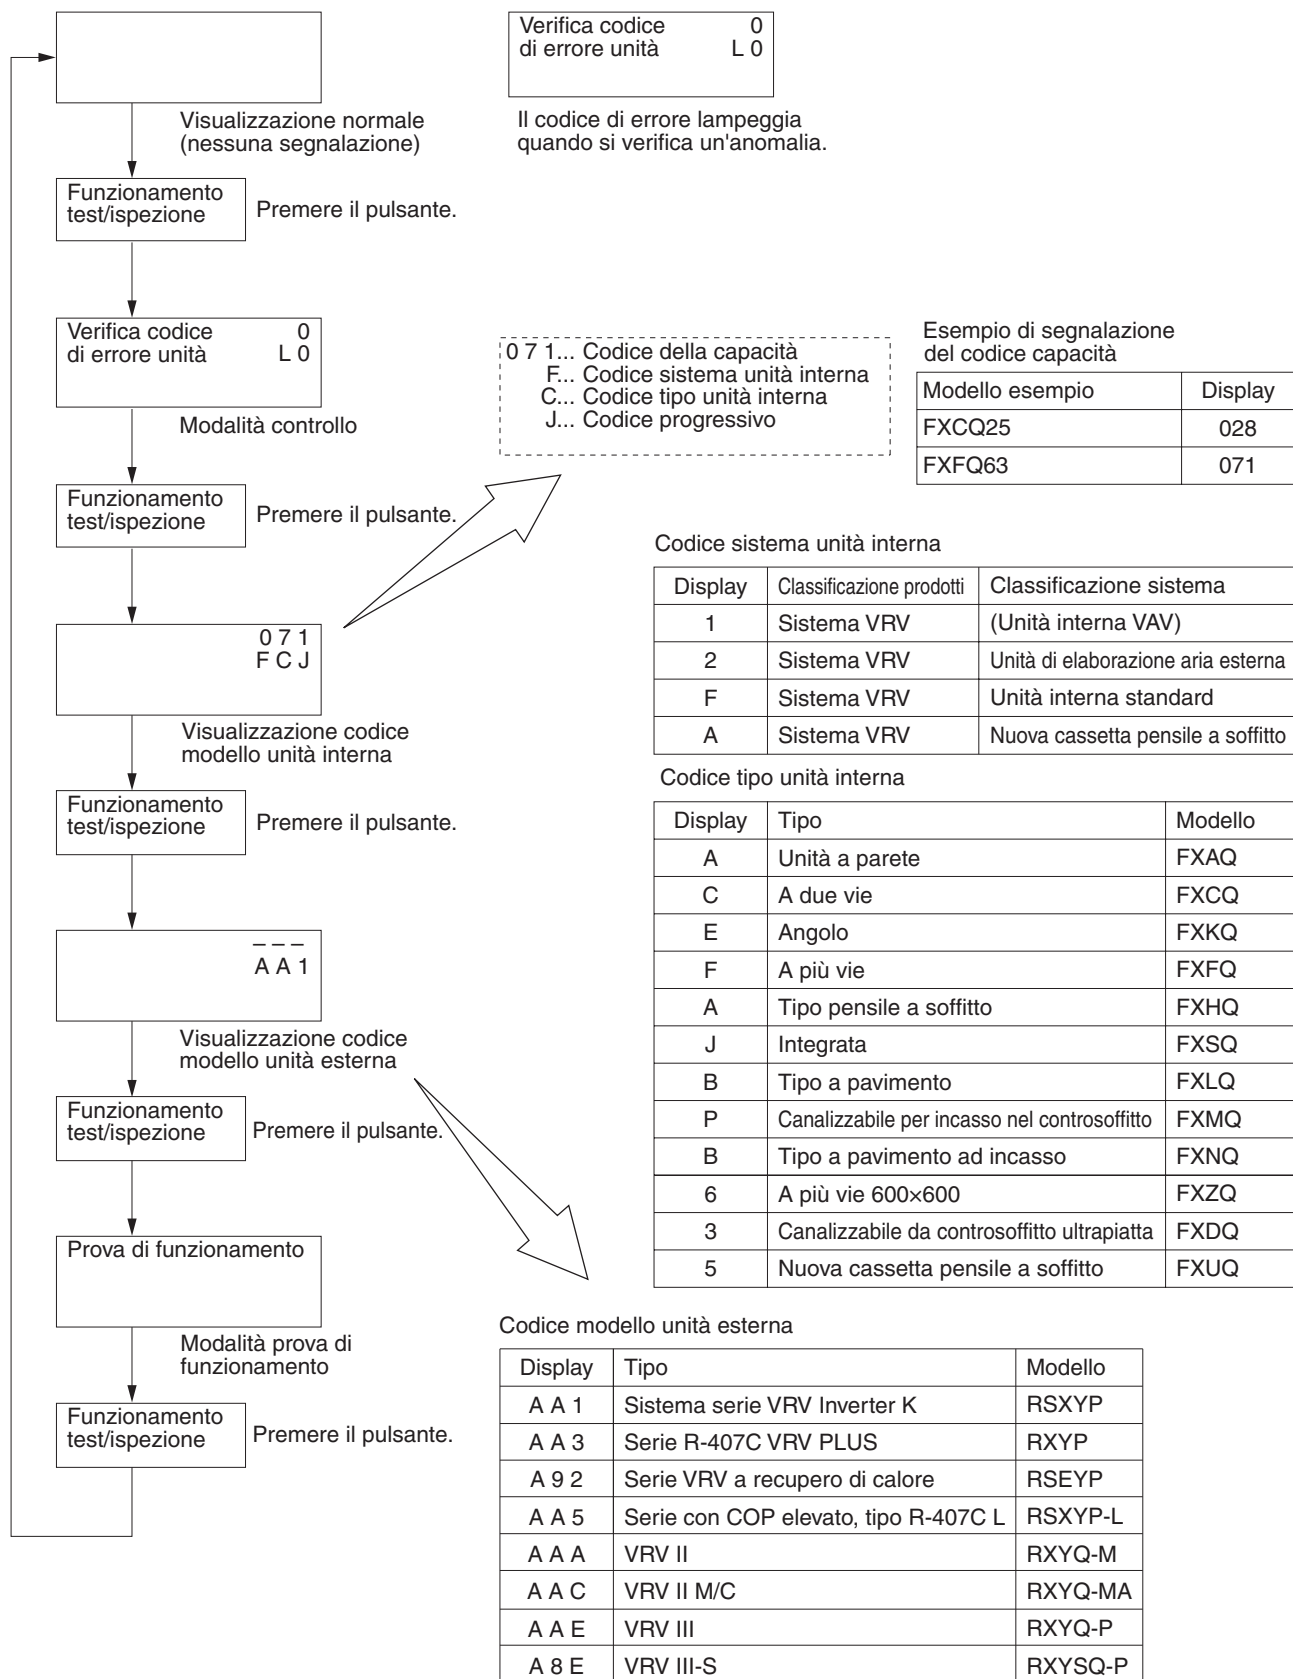 Verifica codice 0
di errore unità L 0
Visualizzazione normale
(nessuna segnalazione)
Il codice di errore lampeggia
quando si verifica un'anomalia.
Funzionamento
test/ispezione
Premere il pulsante.
Verifica codice 0
di errore unità L 0
Modalità controllo
0 7 1... Codice della capacità
F... Codice sistema unità interna
C... Codice tipo unità interna
J... Codice progressivo
Esempio di segnalazione
del codice capacità
Modello esempio Display
FXCQ25 028
FXFQ63 071
Funzionamento
test/ispezione
Premere il pulsante.
0 7 1
F C J
Visualizzazione codice
modello unità interna
Codice sistema unità interna
Display Classificazione prodotti Classificazione sistema
1 Sistema VRV (Unità interna VAV)
2 Sistema VRV Unità di elaborazione aria esterna
F Sistema VRV Unità interna standard
A Sistema VRV Nuova cassetta pensile a soffitto
Funzionamento
test/ispezione
Premere il pulsante.
Codice tipo unità interna
Display Tipo Modello
A Unità a parete FXAQ
C A due vie FXCQ
E Angolo FXKQ
F A più vie FXFQ
A Tipo pensile a soffitto FXHQ
J Integrata FXSQ
B Tipo a pavimento FXLQ
P Canalizzabile per incasso nel controsoffitto FXMQ
B Tipo a pavimento ad incasso FXNQ
6 A più vie 600×600 FXZQ
3 Canalizzabile da controsoffitto ultrapiatta FXDQ
5 Nuova cassetta pensile a soffitto FXUQ
– – –
A A 1
Visualizzazione codice
modello unità esterna
Funzionamento
test/ispezione
Premere il pulsante.
Prova di funzionamento
Modalità prova di
funzionamento
Funzionamento
test/ispezione
Premere il pulsante.
Codice modello unità esterna
Display Tipo Modello
A A 1 Sistema serie VRV Inverter K RSXYP
A A 3 Serie R-407C VRV PLUS RXYP
A 9 2 Serie VRV a recupero di calore RSEYP
A A 5 Serie con COP elevato, tipo R-407C L RSXYP-L
A A A VRV II RXYQ-M
A A C VRV II M/C RXYQ-MA
A A E VRV III RXYQ-P
A 8 E VRV III-S RXYSQ-P